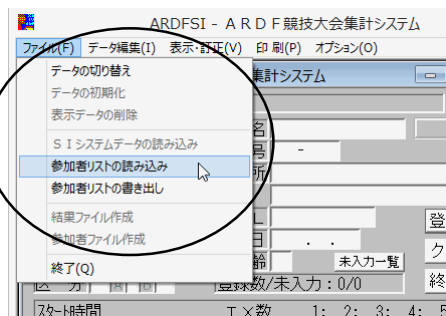 ARDFSI - ＡＲＤＦ競技大会集計システム
ファイル(F) データ編集(I) 表示・訂正(V) 印刷(P) オプション(O)
データの切り替え
データの初期化
表示データの削除
ＳＩシステムデータの読み込み
参加者リストの読み込み
参加者リストの書き出し
結果ファイル作成
参加者ファイル作成
終了(Q)
集計システム
名
号 -
所
L
日 . .
齢 未入力一覧
登
ク
終
区 分 A B 登録数/未入力：0/0
スタート時間 ＴＸ数 1: 2: 3: 4: 5